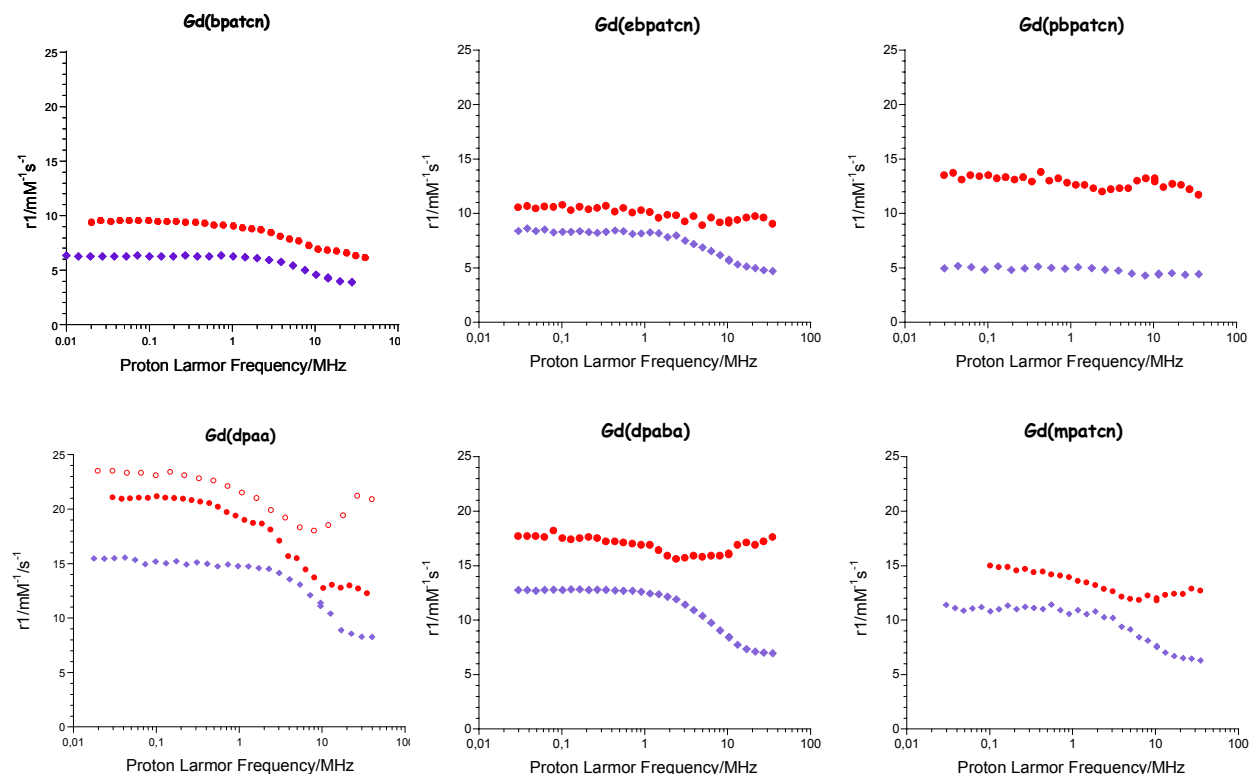 Gd(bpatcn)
r1/mM⁻¹s⁻¹
25
20
15
10
5
0
0.01 0.1 1 10 10
Proton Larmor Frequency/MHz
Gd(ebpatcn)
r1/mM⁻¹s⁻¹
25
20
15
10
5
0
0,01 0,1 1 10 100
Proton Larmor Frequency/MHz
Gd(pbpatcn)
r1/mM⁻¹s⁻¹
25
20
15
10
5
0
0,01 0,1 1 10 100
Proton Larmor Frequency/MHz
Gd(dpaa)
r1/mM⁻¹/s⁻¹
25
20
15
10
5
0
0,01 0,1 1 10 100
Proton Larmor Frequency/MHz
Gd(dpaba)
r1/mM⁻¹s⁻¹
25
20
15
10
5
0
0,01 0,1 1 10 100
Proton Larmor Frequency/MHz
Gd(mpatcn)
r1/mM⁻¹s⁻¹
25
20
15
10
5
0
0,01 0,1 1 10 100
Proton Larmor Frequency/MHz